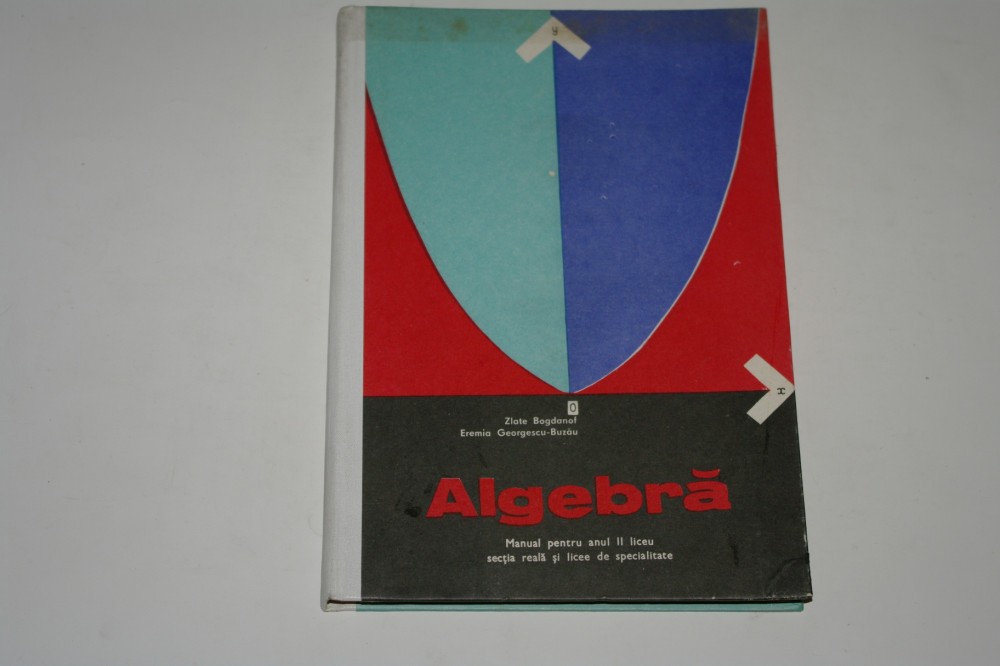 y
x
0
Zlate Bogdanof
Eremia Georgescu-Buzău
Algebră
Manual pentru anul II liceu
secția reală și licee de specialitate